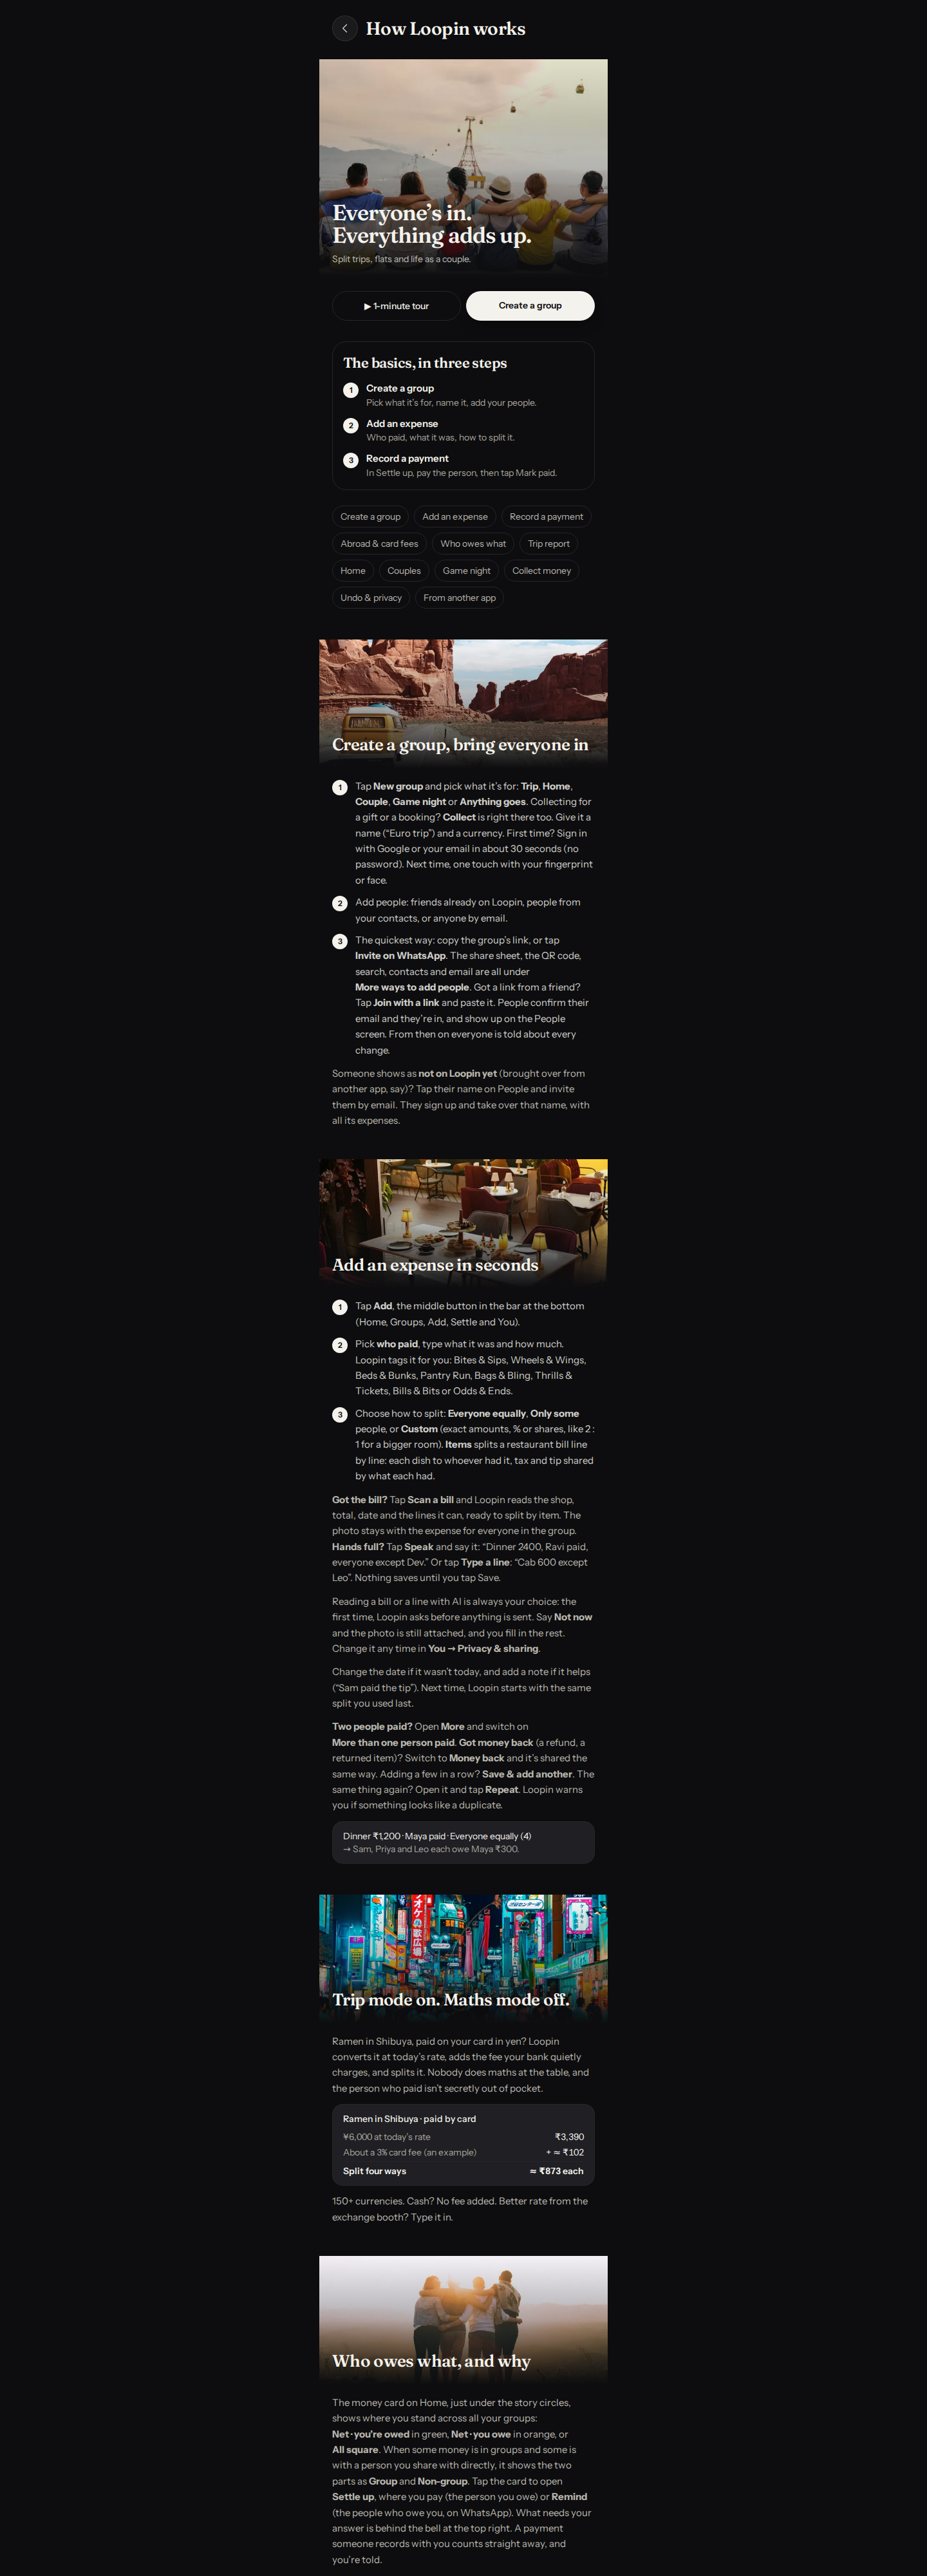 How Loopin works
Everyone’s in.
Everything adds up.
Split trips, flats and life as a couple.
▶ 1-minute tour
Create a group
The basics, in three steps
1
Create a group
Pick what it’s for, name it, add your people.
2
Add an expense
Who paid, what it was, how to split it.
3
Record a payment
In Settle up, pay the person, then tap Mark paid.
Create a group
Add an expense
Record a payment
Abroad & card fees
Who owes what
Trip report
Home
Couples
Game night
Collect money
Undo & privacy
From another app
Create a group, bring everyone in
1
Tap New group and pick what it’s for: Trip, Home,
Couple, Game night or Anything goes. Collecting for
a gift or a booking? Collect is right there too. Give it a
name (“Euro trip”) and a currency. First time? Sign in
with Google or your email in about 30 seconds (no
password). Next time, one touch with your fingerprint
or face.
2
Add people: friends already on Loopin, people from
your contacts, or anyone by email.
3
The quickest way: copy the group’s link, or tap
Invite on WhatsApp. The share sheet, the QR code,
search, contacts and email are all under
More ways to add people. Got a link from a friend?
Tap Join with a link and paste it. People confirm their
email and they’re in, and show up on the People
screen. From then on everyone is told about every
change.
Someone shows as not on Loopin yet (brought over from
another app, say)? Tap their name on People and invite
them by email. They sign up and take over that name, with
all its expenses.
Add an expense in seconds
1
Tap Add, the middle button in the bar at the bottom
(Home, Groups, Add, Settle and You).
2
Pick who paid, type what it was and how much.
Loopin tags it for you: Bites & Sips, Wheels & Wings,
Beds & Bunks, Pantry Run, Bags & Bling, Thrills &
Tickets, Bills & Bits or Odds & Ends.
3
Choose how to split: Everyone equally, Only some
people, or Custom (exact amounts, % or shares, like 2 :
1 for a bigger room). Items splits a restaurant bill line
by line: each dish to whoever had it, tax and tip shared
by what each had.
Got the bill? Tap Scan a bill and Loopin reads the shop,
total, date and the lines it can, ready to split by item. The
photo stays with the expense for everyone in the group.
Hands full? Tap Speak and say it: “Dinner 2400, Ravi paid,
everyone except Dev.” Or tap Type a line: “Cab 600 except
Leo”. Nothing saves until you tap Save.
Reading a bill or a line with AI is always your choice: the
first time, Loopin asks before anything is sent. Say Not now
and the photo is still attached, and you fill in the rest.
Change it any time in You → Privacy & sharing.
Change the date if it wasn’t today, and add a note if it helps
(“Sam paid the tip”). Next time, Loopin starts with the same
split you used last.
Two people paid? Open More and switch on
More than one person paid. Got money back (a refund, a
returned item)? Switch to Money back and it’s shared the
same way. Adding a few in a row? Save & add another. The
same thing again? Open it and tap Repeat. Loopin warns
you if something looks like a duplicate.
Dinner ₹1,200 · Maya paid · Everyone equally (4)
→ Sam, Priya and Leo each owe Maya ₹300.
Trip mode on. Maths mode off.
Ramen in Shibuya, paid on your card in yen? Loopin
converts it at today’s rate, adds the fee your bank quietly
charges, and splits it. Nobody does maths at the table, and
the person who paid isn’t secretly out of pocket.
Ramen in Shibuya · paid by card
¥6,000 at today’s rate ₹3,390
About a 3% card fee (an example) + ≈ ₹102
Split four ways ≈ ₹873 each
150+ currencies. Cash? No fee added. Better rate from the
exchange booth? Type it in.
Who owes what, and why
The money card on Home, just under the story circles,
shows where you stand across all your groups:
Net · you’re owed in green, Net · you owe in orange, or
All square. When some money is in groups and some is
with a person you share with directly, it shows the two
parts as Group and Non-group. Tap the card to open
Settle up, where you pay (the person you owe) or Remind
(the people who owe you, on WhatsApp). What needs your
answer is behind the bell at the top right. A payment
someone records with you counts straight away, and
you’re told.